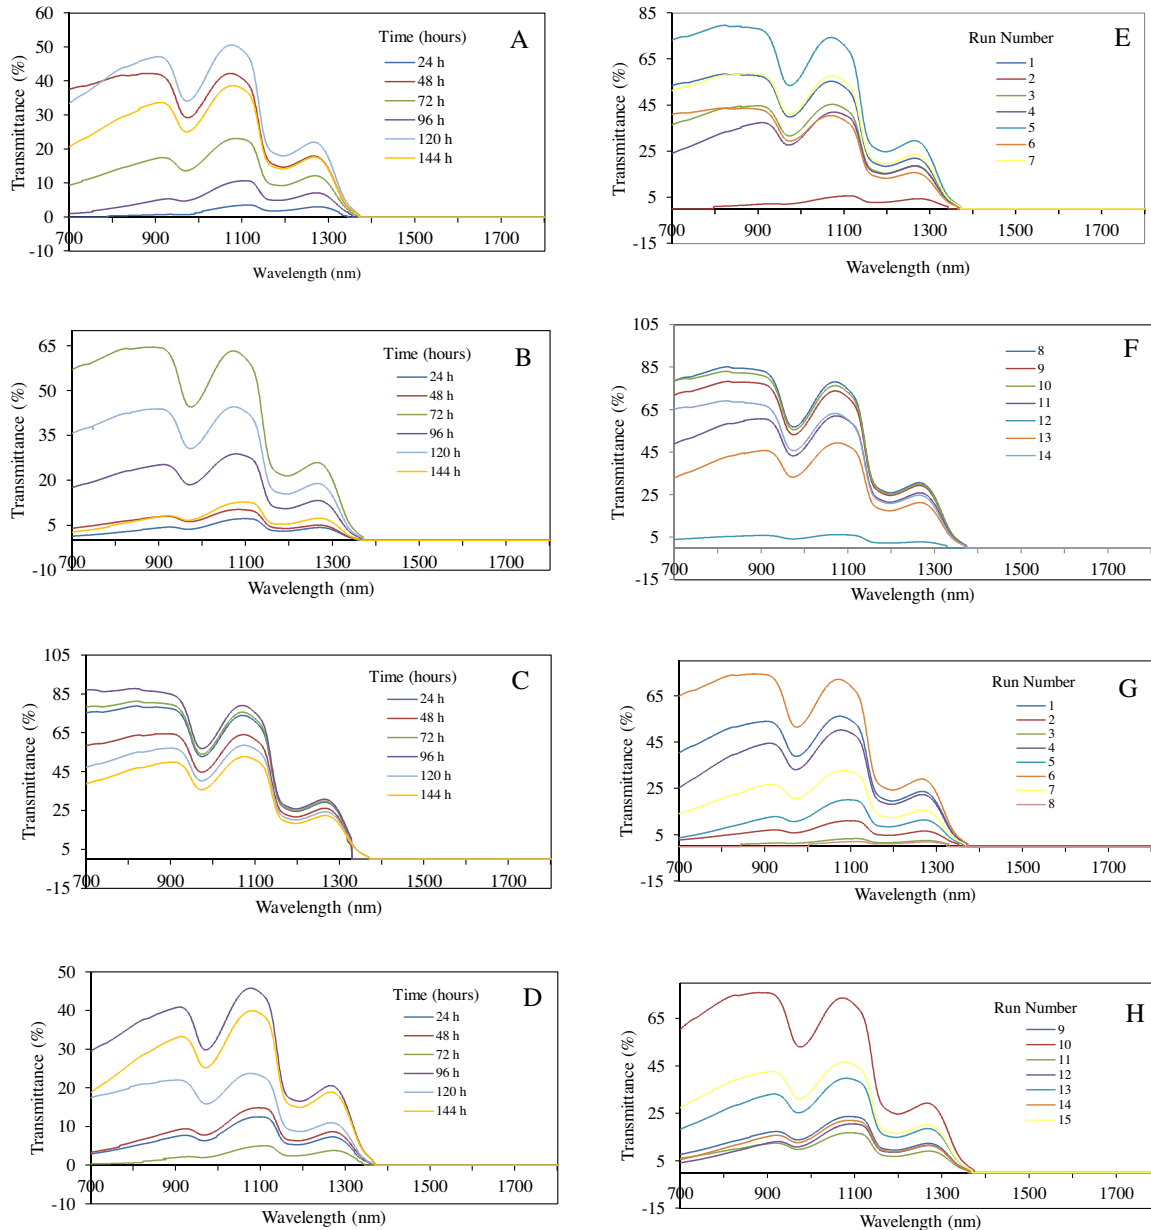 60
50
40
30
20
10
0
-10
700 900 1100 1300 1500 1700
Transmittance (%)
Wavelength (nm)
Time (hours)
24 h
48 h
72 h
96 h
120 h
144 h
A
85
65
45
25
5
-15
700 900 1100 1300 1500 1700
Transmittance (%)
Wavelength (nm)
Run Number
1
2
3
4
5
6
7
E
65
50
35
20
5
-10
700 900 1100 1300 1500 1700
Transmittance (%)
Wavelength (nm)
Time (hours)
24 h
48 h
72 h
96 h
120 h
144 h
B
105
85
65
45
25
5
-15
700 900 1100 1300 1500 1700
Transmittance (%)
Wavelength (nm)
8
9
10
11
12
13
14
F
105
85
65
45
25
5
-15
700 900 1100 1300 1500 1700
Transmittance (%)
Wavelength (nm)
Time (hours)
24 h
48 h
72 h
96 h
120 h
144 h
C
65
45
25
5
-15
700 900 1100 1300 1500 1700
Transmittance (%)
Wavelength (nm)
Run Number
1
2
3
4
5
6
7
8
G
50
40
30
20
10
0
-10
700 900 1100 1300 1500 1700
Transmittance (%)
Wavelength (nm)
Time (hours)
24 h
48 h
72 h
96 h
120 h
144 h
D
65
45
25
5
-15
700 900 1100 1300 1500 1700
Transmittance (%)
Wavelength (nm)
Run Number
9
10
11
12
13
14
15
H